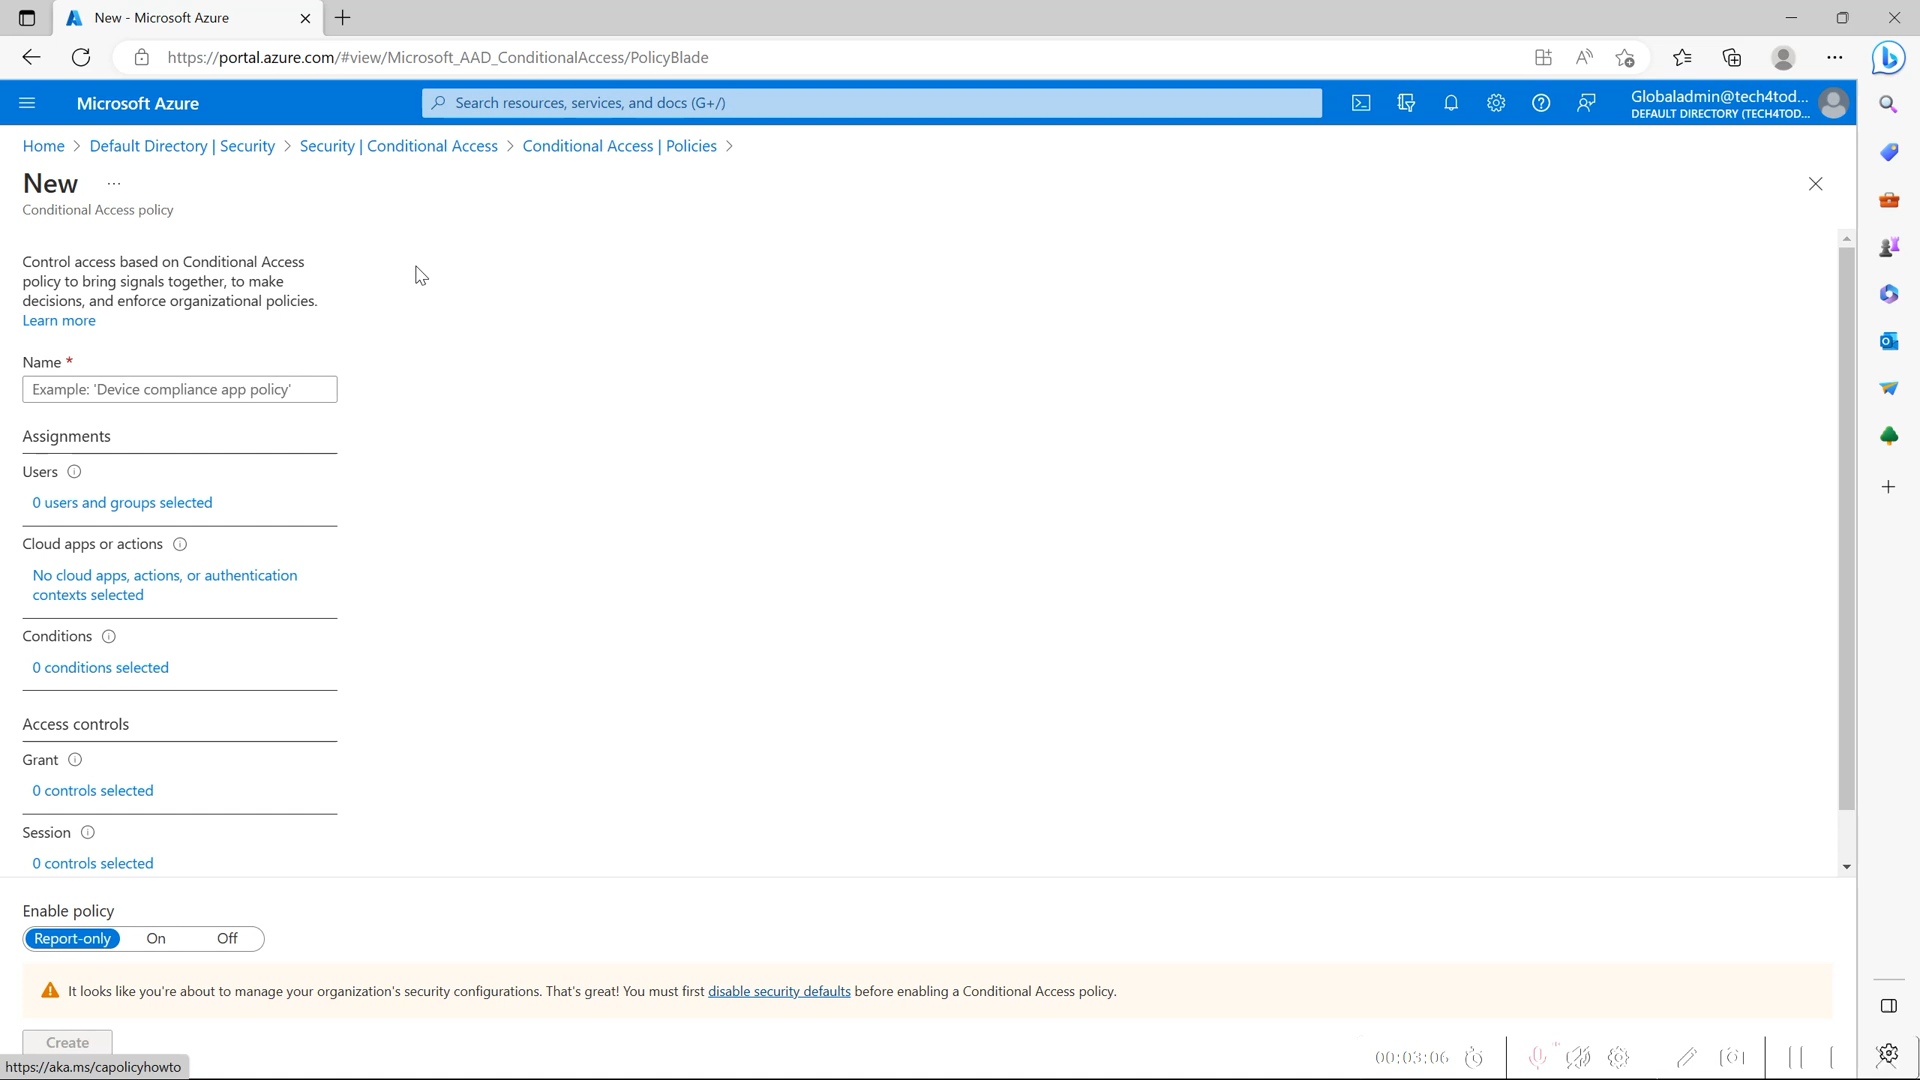 New - Microsoft Azure
https://portal.azure.com/#view/Microsoft_AAD_ConditionalAccess/PolicyBlade
Microsoft Azure
Search resources, services, and docs (G+/)
Globaladmin@tech4tod...
DEFAULT DIRECTORY (TECH4TOD...
Home > Default Directory | Security > Security | Conditional Access > Conditional Access | Policies >
New ...
Conditional Access policy
Control access based on Conditional Access
policy to bring signals together, to make
decisions, and enforce organizational policies.
Learn more
Name *
Example: 'Device compliance app policy'
Assignments
Users
0 users and groups selected
Cloud apps or actions
No cloud apps, actions, or authentication
contexts selected
Conditions
0 conditions selected
Access controls
Grant
0 controls selected
Session
0 controls selected
Enable policy
Report-only On Off
It looks like you're about to manage your organization's security configurations. That's great! You must first disable security defaults before enabling a Conditional Access policy.
Create
https://aka.ms/capolicyhowto
00:03:06